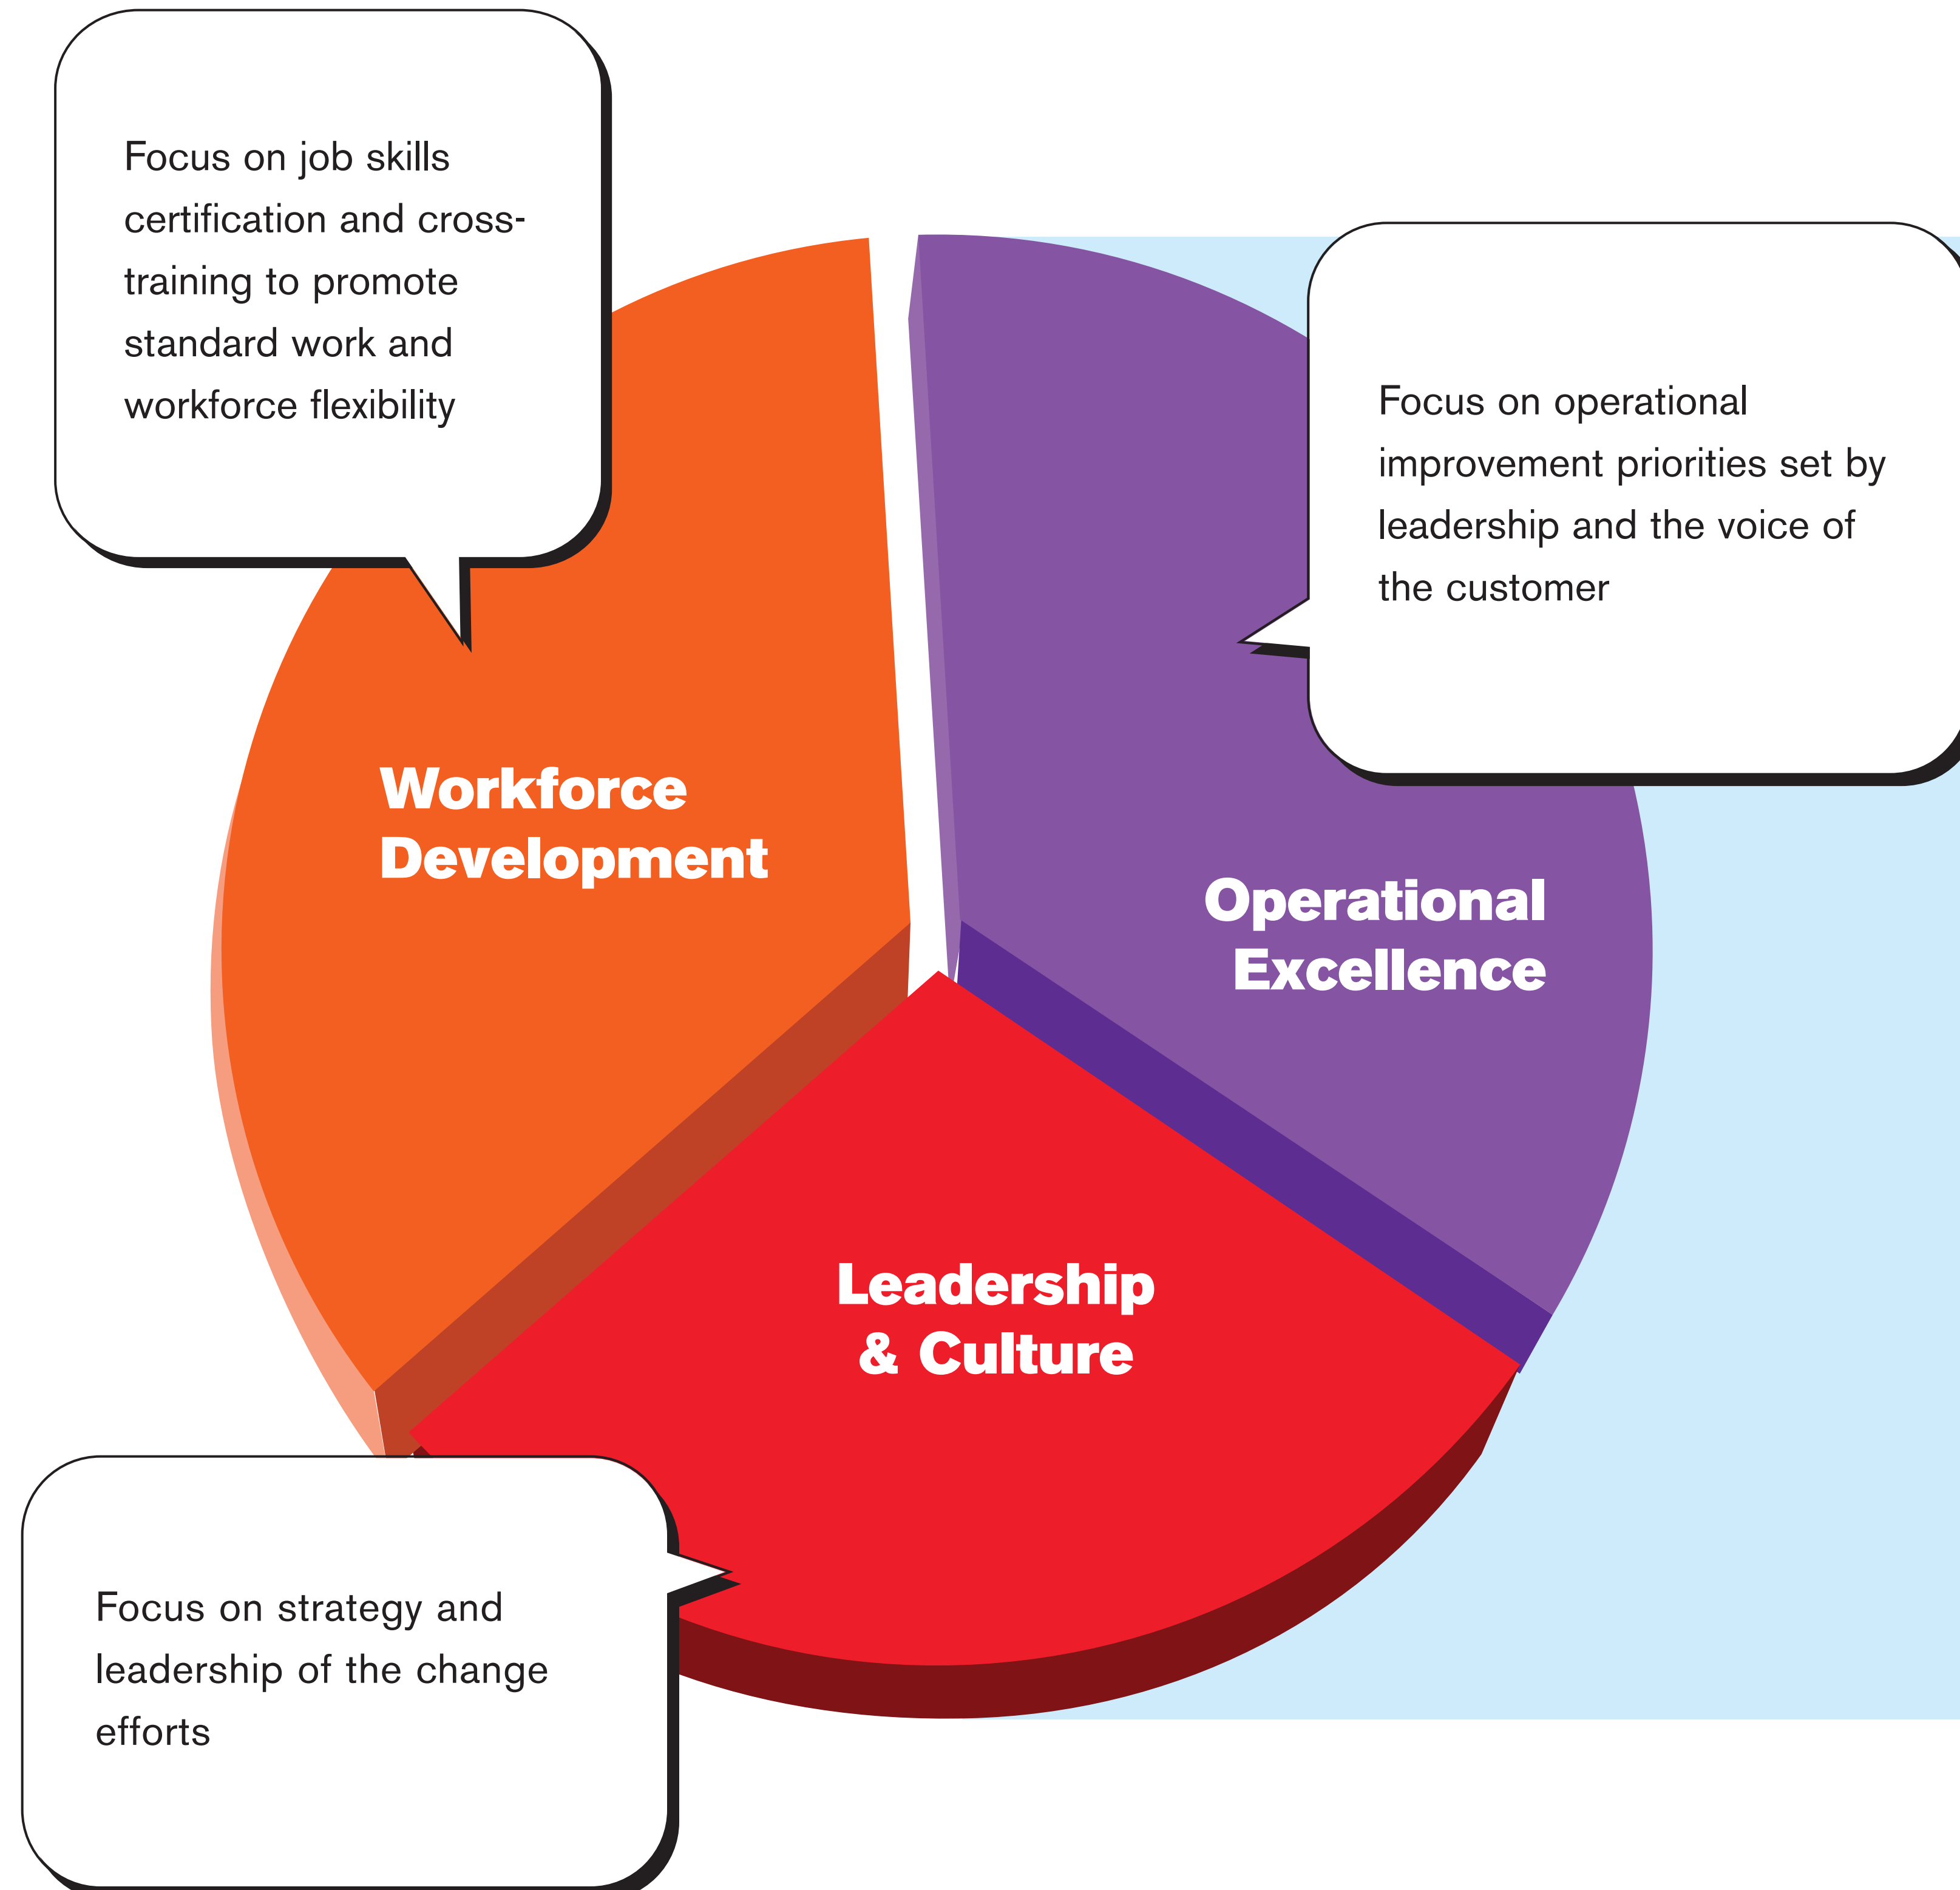 Focus on job skills
certification and cross-
training to promote
standard work and
workforce flexibility
Focus on operational
improvement priorities set by
leadership and the voice of
the customer
Workforce
Development
Operational
Excellence
Leadership
& Culture
Focus on strategy and
leadership of the change
efforts